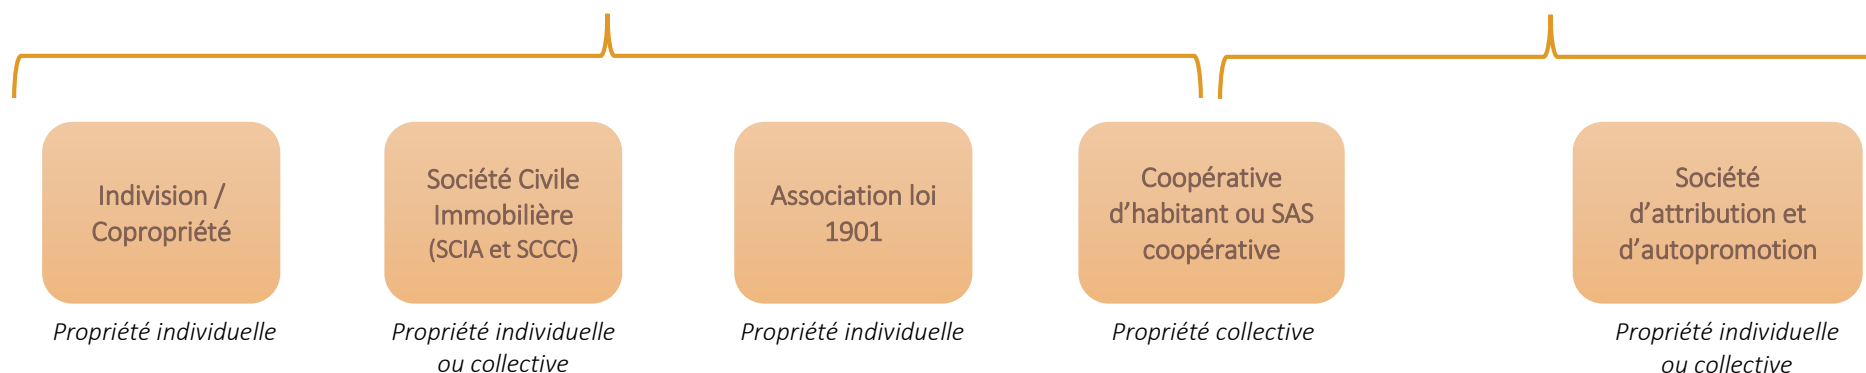 Indivision /
Copropriété
Société Civile
Immobilière
(SCIA et SCCC)
Association loi
1901
Coopérative
d’habitant ou SAS
coopérative
Société
d’attribution et
d’autopromotion
Propriété individuelle
Propriété individuelle
ou collective
Propriété individuelle
Propriété collective
Propriété individuelle
ou collective